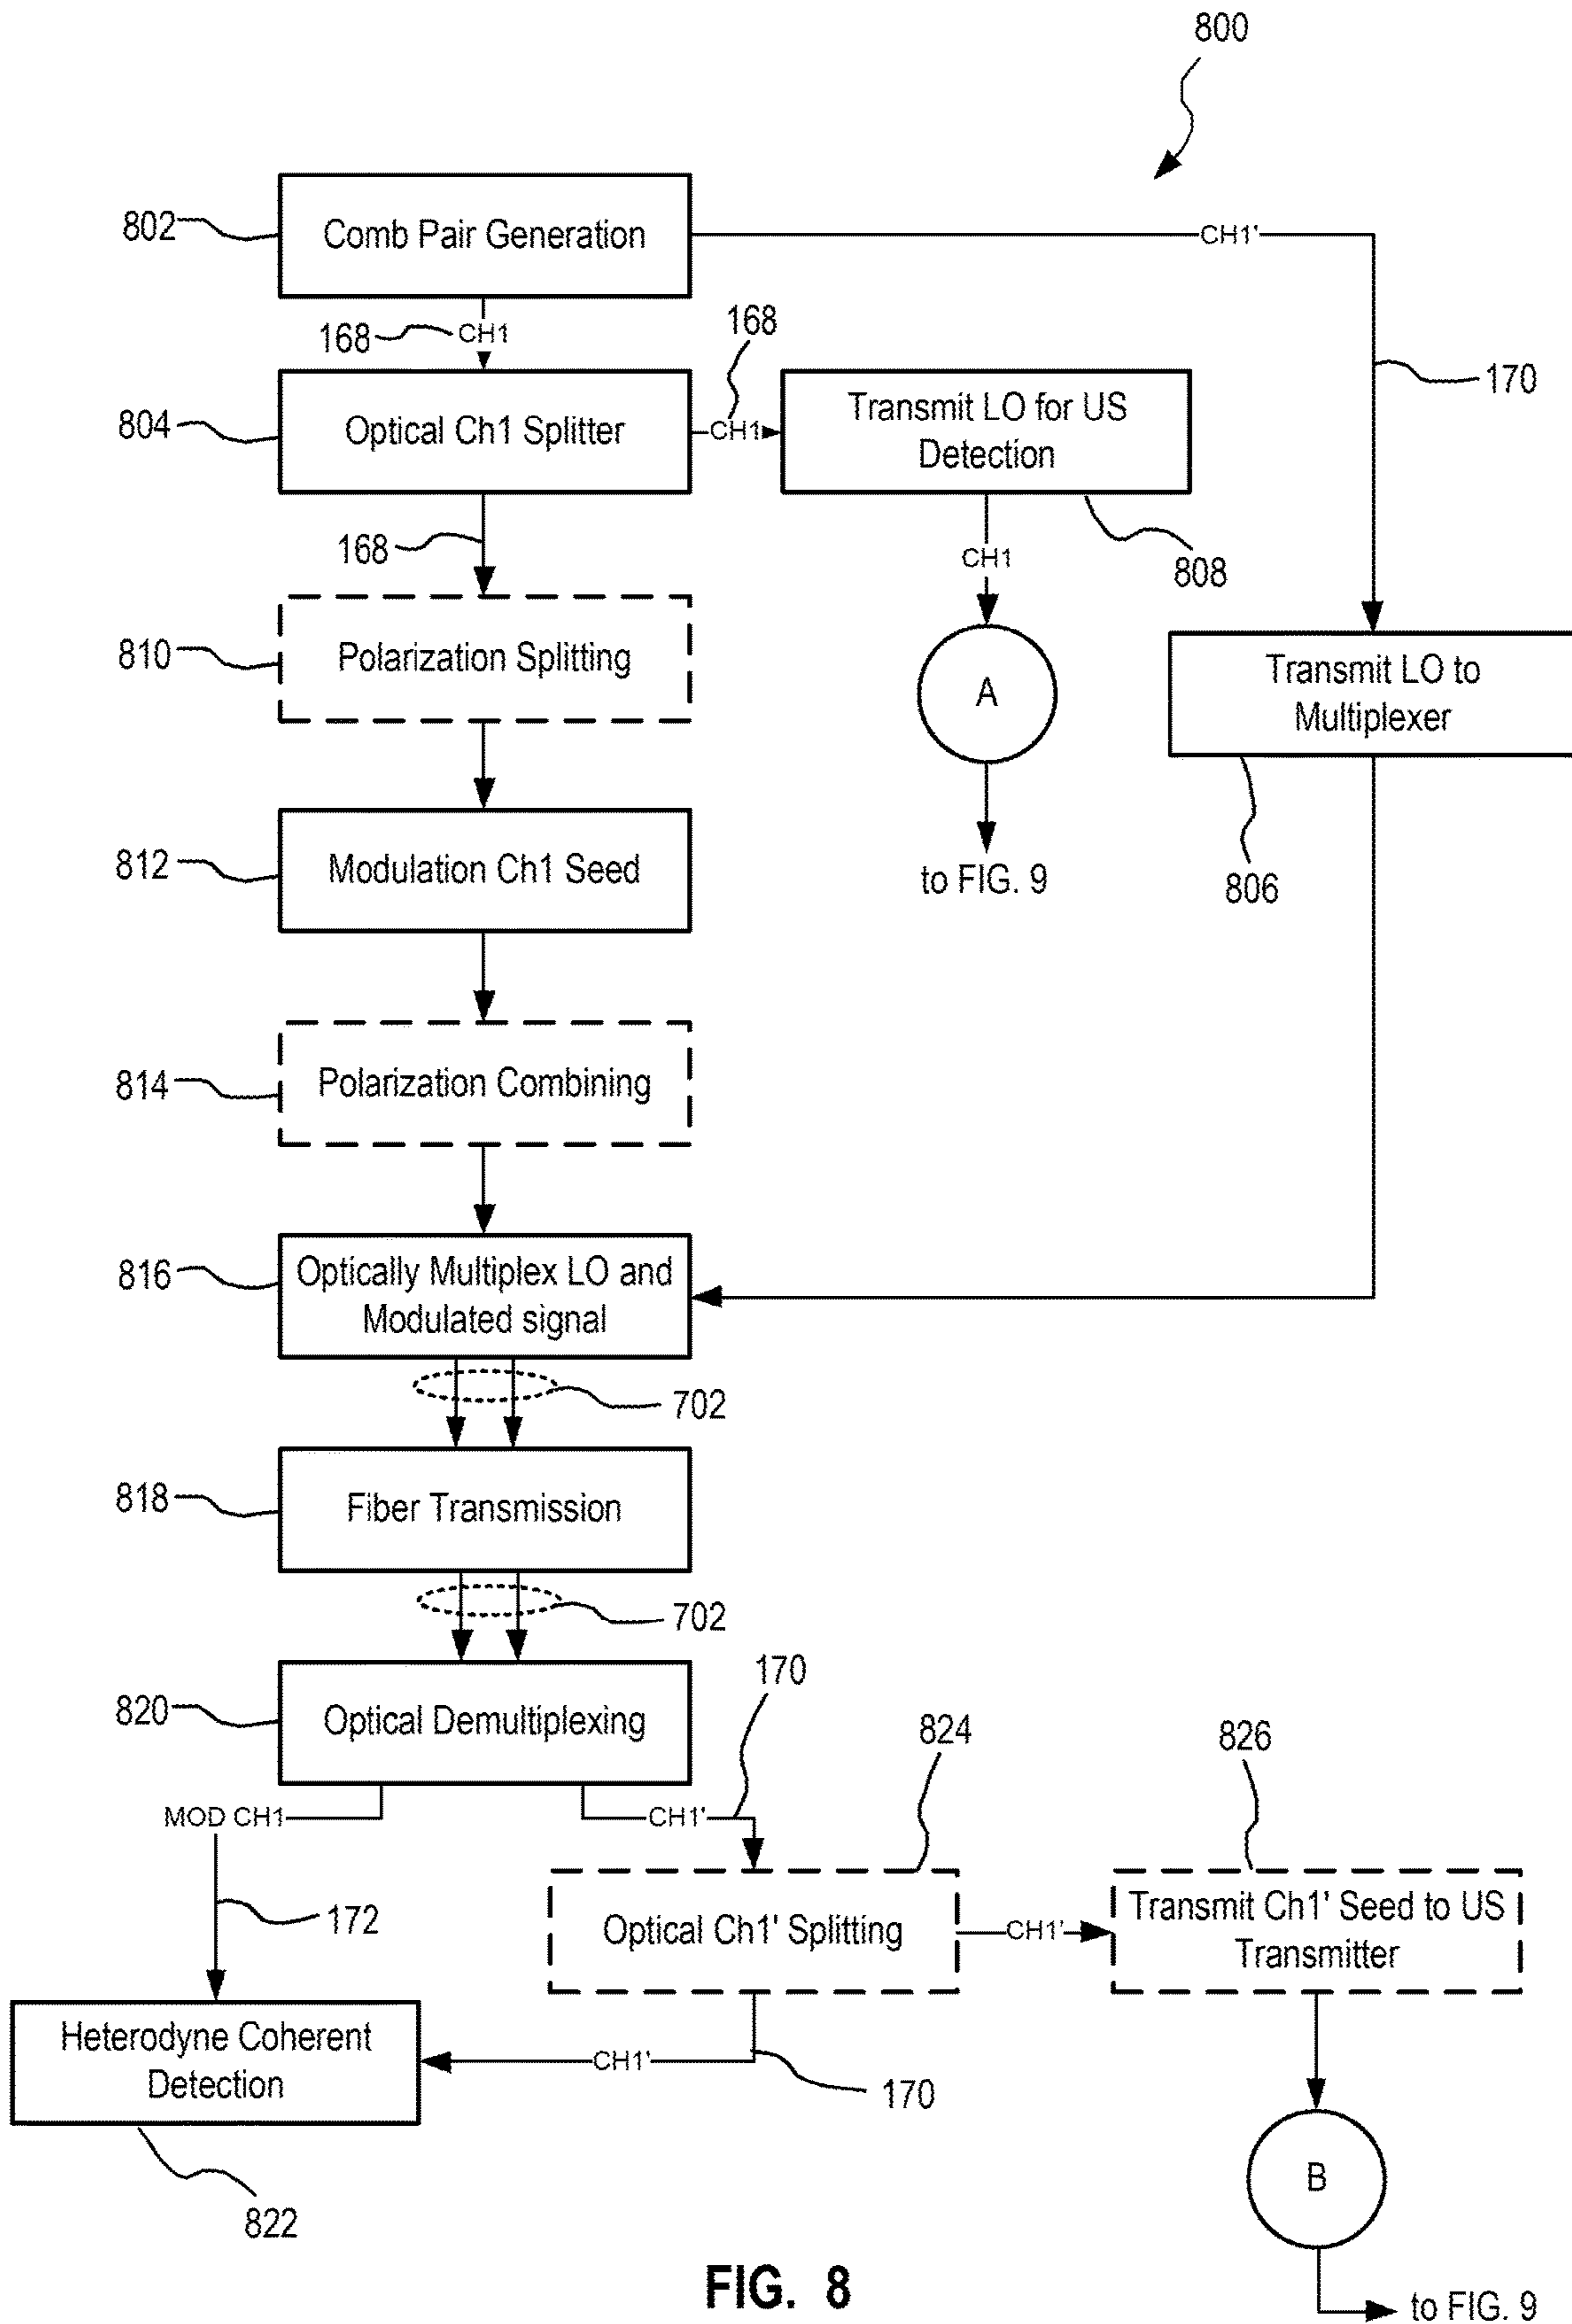 800
802
Comb Pair Generation
CH1'
168
CH1
168
170
804
Optical Ch1 Splitter
CH1
Transmit LO for US
Detection
168
CH1
808
810
Polarization Splitting
A
Transmit LO to
Multiplexer
812
Modulation Ch1 Seed
to FIG. 9
806
814
Polarization Combining
816
Optically Multiplex LO and
Modulated signal
702
818
Fiber Transmission
702
820
Optical Demultiplexing
170
824
826
MOD CH1
CH1'
172
Optical Ch1' Splitting
CH1'
Transmit Ch1' Seed to US
Transmitter
Heterodyne Coherent
Detection
CH1'
170
822
B
FIG. 8
to FIG. 9